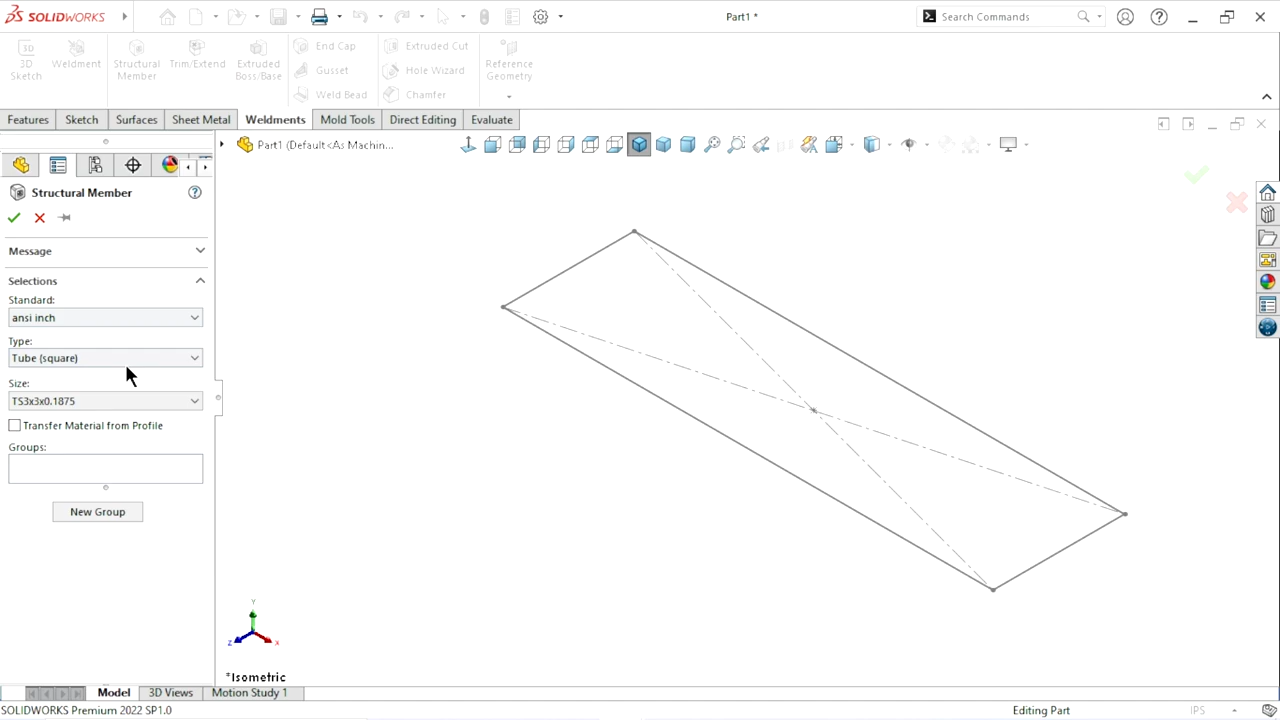 SOLIDWORKS
Part1 *
Search Commands
3D Sketch
Weldment
Structural Member
Trim/Extend
Extruded Boss/Base
End Cap
Gusset
Weld Bead
Extruded Cut
Hole Wizard
Chamfer
Reference Geometry
Features
Sketch
Surfaces
Sheet Metal
Weldments
Mold Tools
Direct Editing
Evaluate
Part1 (Default<As Machin...
Structural Member
Message
Selections
Standard:
ansi inch
Type:
Tube (square)
Size:
TS3x3x0.1875
Transfer Material from Profile
Groups:
New Group
Y
Z
X
*Isometric
Model
3D Views
Motion Study 1
SOLIDWORKS Premium 2022 SP1.0
Editing Part
IPS